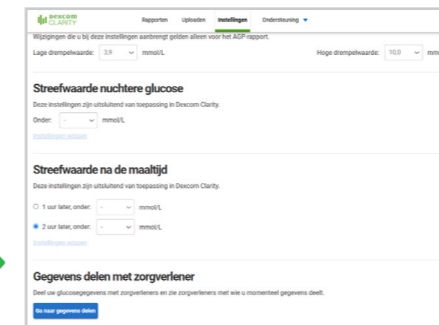 Dexcom CLARITY Rapporten Uploaden Instellingen Ondersteuning
Wijzigingen die u bij deze instellingen aanbrengt gelden alleen voor het AGP-rapport.
Lage drempelwaarde: 3,9 mmol/L Hoge drempelwaarde: 10,0 mmo
Streefwaarde nuchtere glucose
Deze instellingen zijn uitsluitend van toepassing in Dexcom Clarity.
Onder: - mmol/L
Instellingen wissen
Streefwaarde na de maaltijd
Deze instellingen zijn uitsluitend van toepassing in Dexcom Clarity.
1 uur later, onder: - mmol/L
2 uur later, onder: - mmol/L
Instellingen wissen
Gegevens delen met zorgverlener
Deel uw glucosegegevens met zorgverleners en zie zorgverleners met wie u momenteel gegevens deelt.
Ga naar gegevens delen